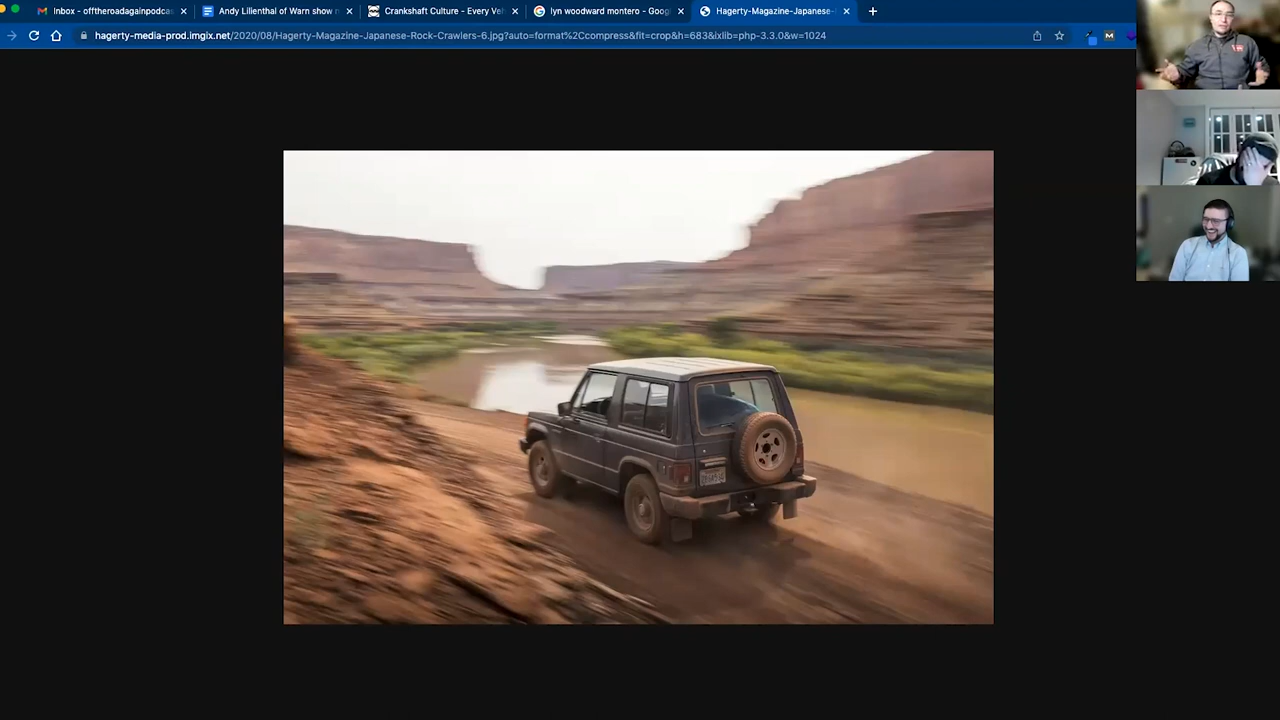 Inbox - offtheroadagainpodcas
Andy Lilienthal of Warn show n
Crankshaft Culture - Every Veh
lyn woodward montero - Goog
Hagerty-Magazine-Japanese-
hagerty-media-prod.imgix.net/2020/08/Hagerty-Magazine-Japanese-Rock-Crawlers-6.jpg?auto=format%2Ccompress&fit=crop&h=683&ixlib=php-3.3.0&w=1024